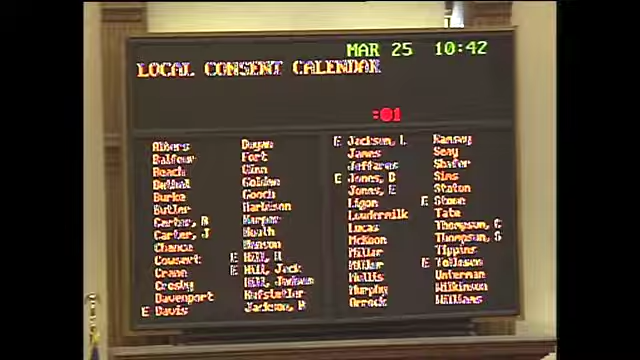 MAR 25 10:42
LOCAL CONSENT CALENDAR
:01
Albers
Balfour
Beach
Bethel
Burke
Butler
Carter, B
Carter, J
Chance
Cowsert
Crane
Crosby
Davenport
E Davis
Dugan
Fort
Ginn
Golden
Gooch
Harbison
Harper
Heath
Henson
E Hill, H
E Hill, Jack
Hill, Judson
Hufstetler
Jackson, B
E Jackson, L
James
Jeffares
E Jones, B
Jones, E
Ligon
Loudermilk
Lucas
McKoon
Millar
Miller
Mullis
Murphy
Orrock
Ramsey
Seay
Shafer
Sims
Staton
E Stone
Tate
Thompson, C
Thompson, S
Tippins
E Tolleson
Unterman
Wilkinson
Williams